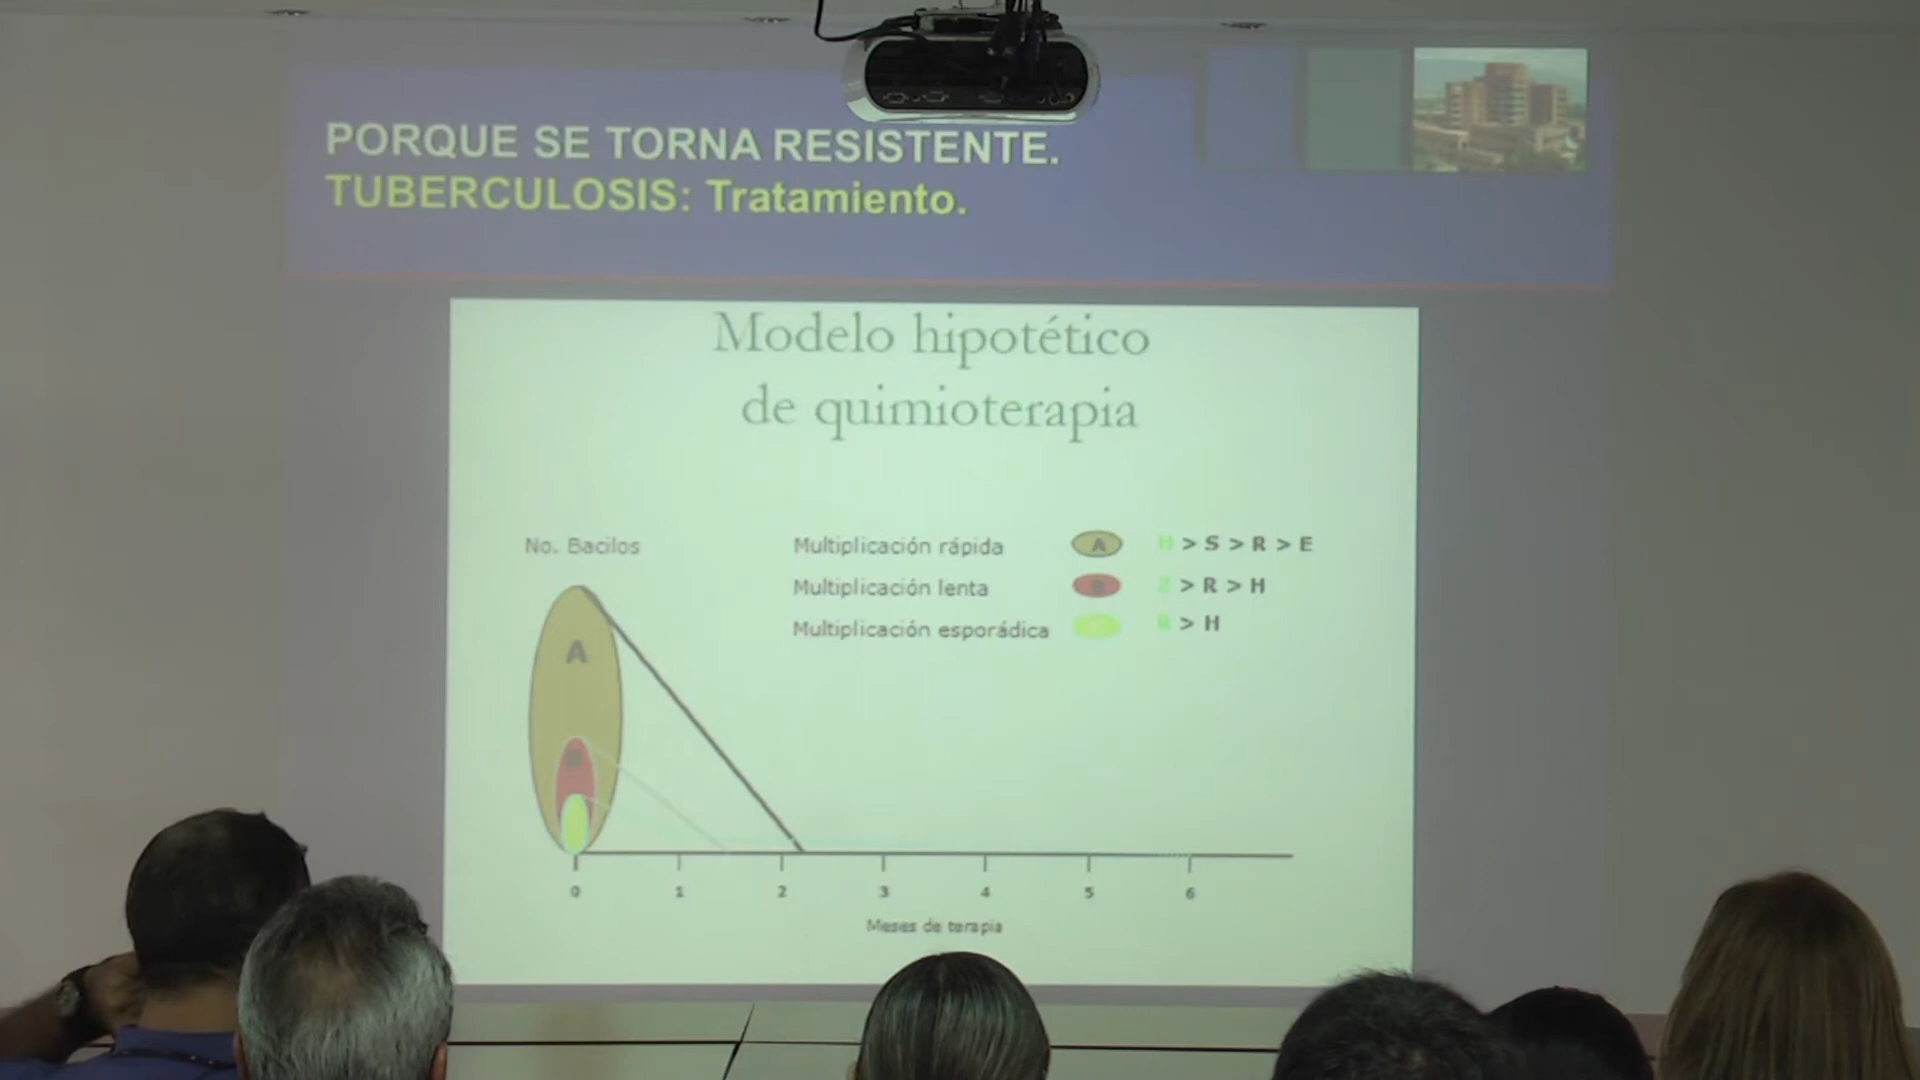 PORQUE SE TORNA RESISTENTE.
TUBERCULOSIS: Tratamiento.
Modelo hipotético
de quimioterapia
No. Bacilos
Multiplicación rápida A H > S > R > E
Multiplicación lenta B Z > R > H
Multiplicación esporádica R > H
A
B
0 1 2 3 4 5 6
Meses de terapia